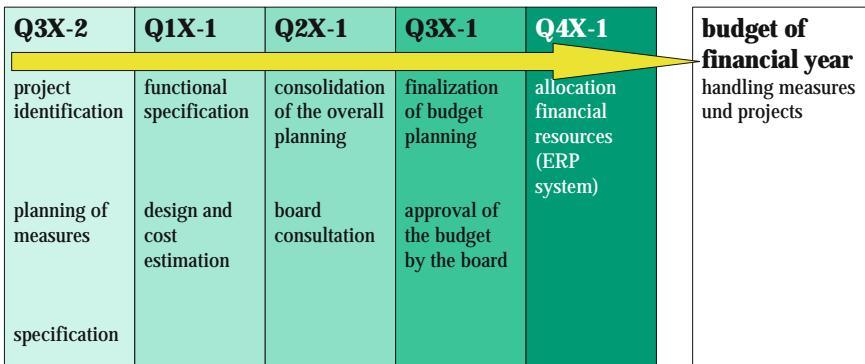 Q3X-2
project
identification
planning of
measures
specification
Q1X-1
functional
specification
design and
cost
estimation
Q2X-1
consolidation
of the overall
planning
board
consultation
Q3X-1
finalization
of budget
planning
approval of
the budget
by the board
Q4X-1
allocation
financial
resources
(ERP
system)
budget of
financial year
handling measures
und projects